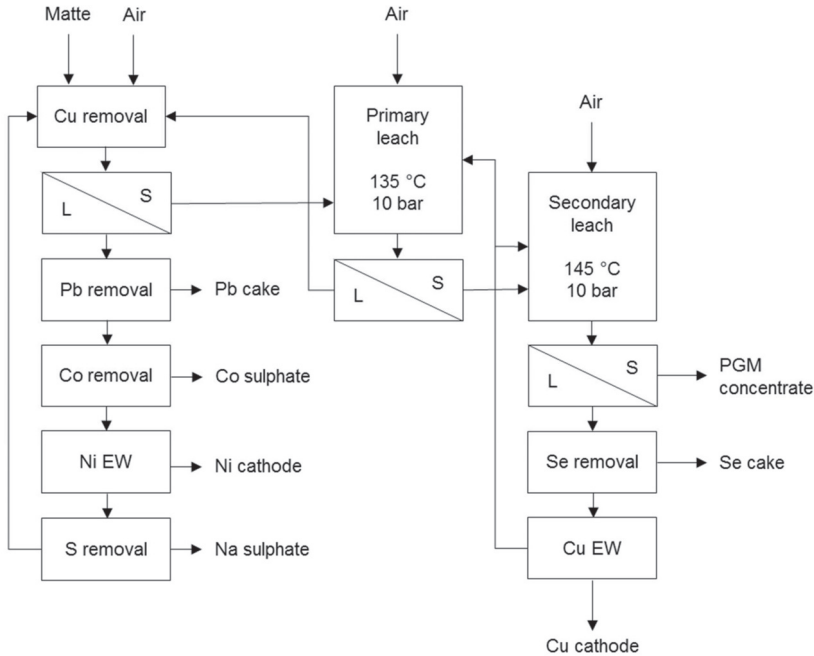 Matte
Air
Cu removal
L
S
Pb removal
Pb cake
Co removal
Co sulphate
Ni EW
Ni cathode
S removal
Na sulphate
Air
Primary
leach
135 °C
10 bar
L
S
Air
Secondary
leach
145 °C
10 bar
L
S
PGM
concentrate
Se removal
Se cake
Cu EW
Cu cathode